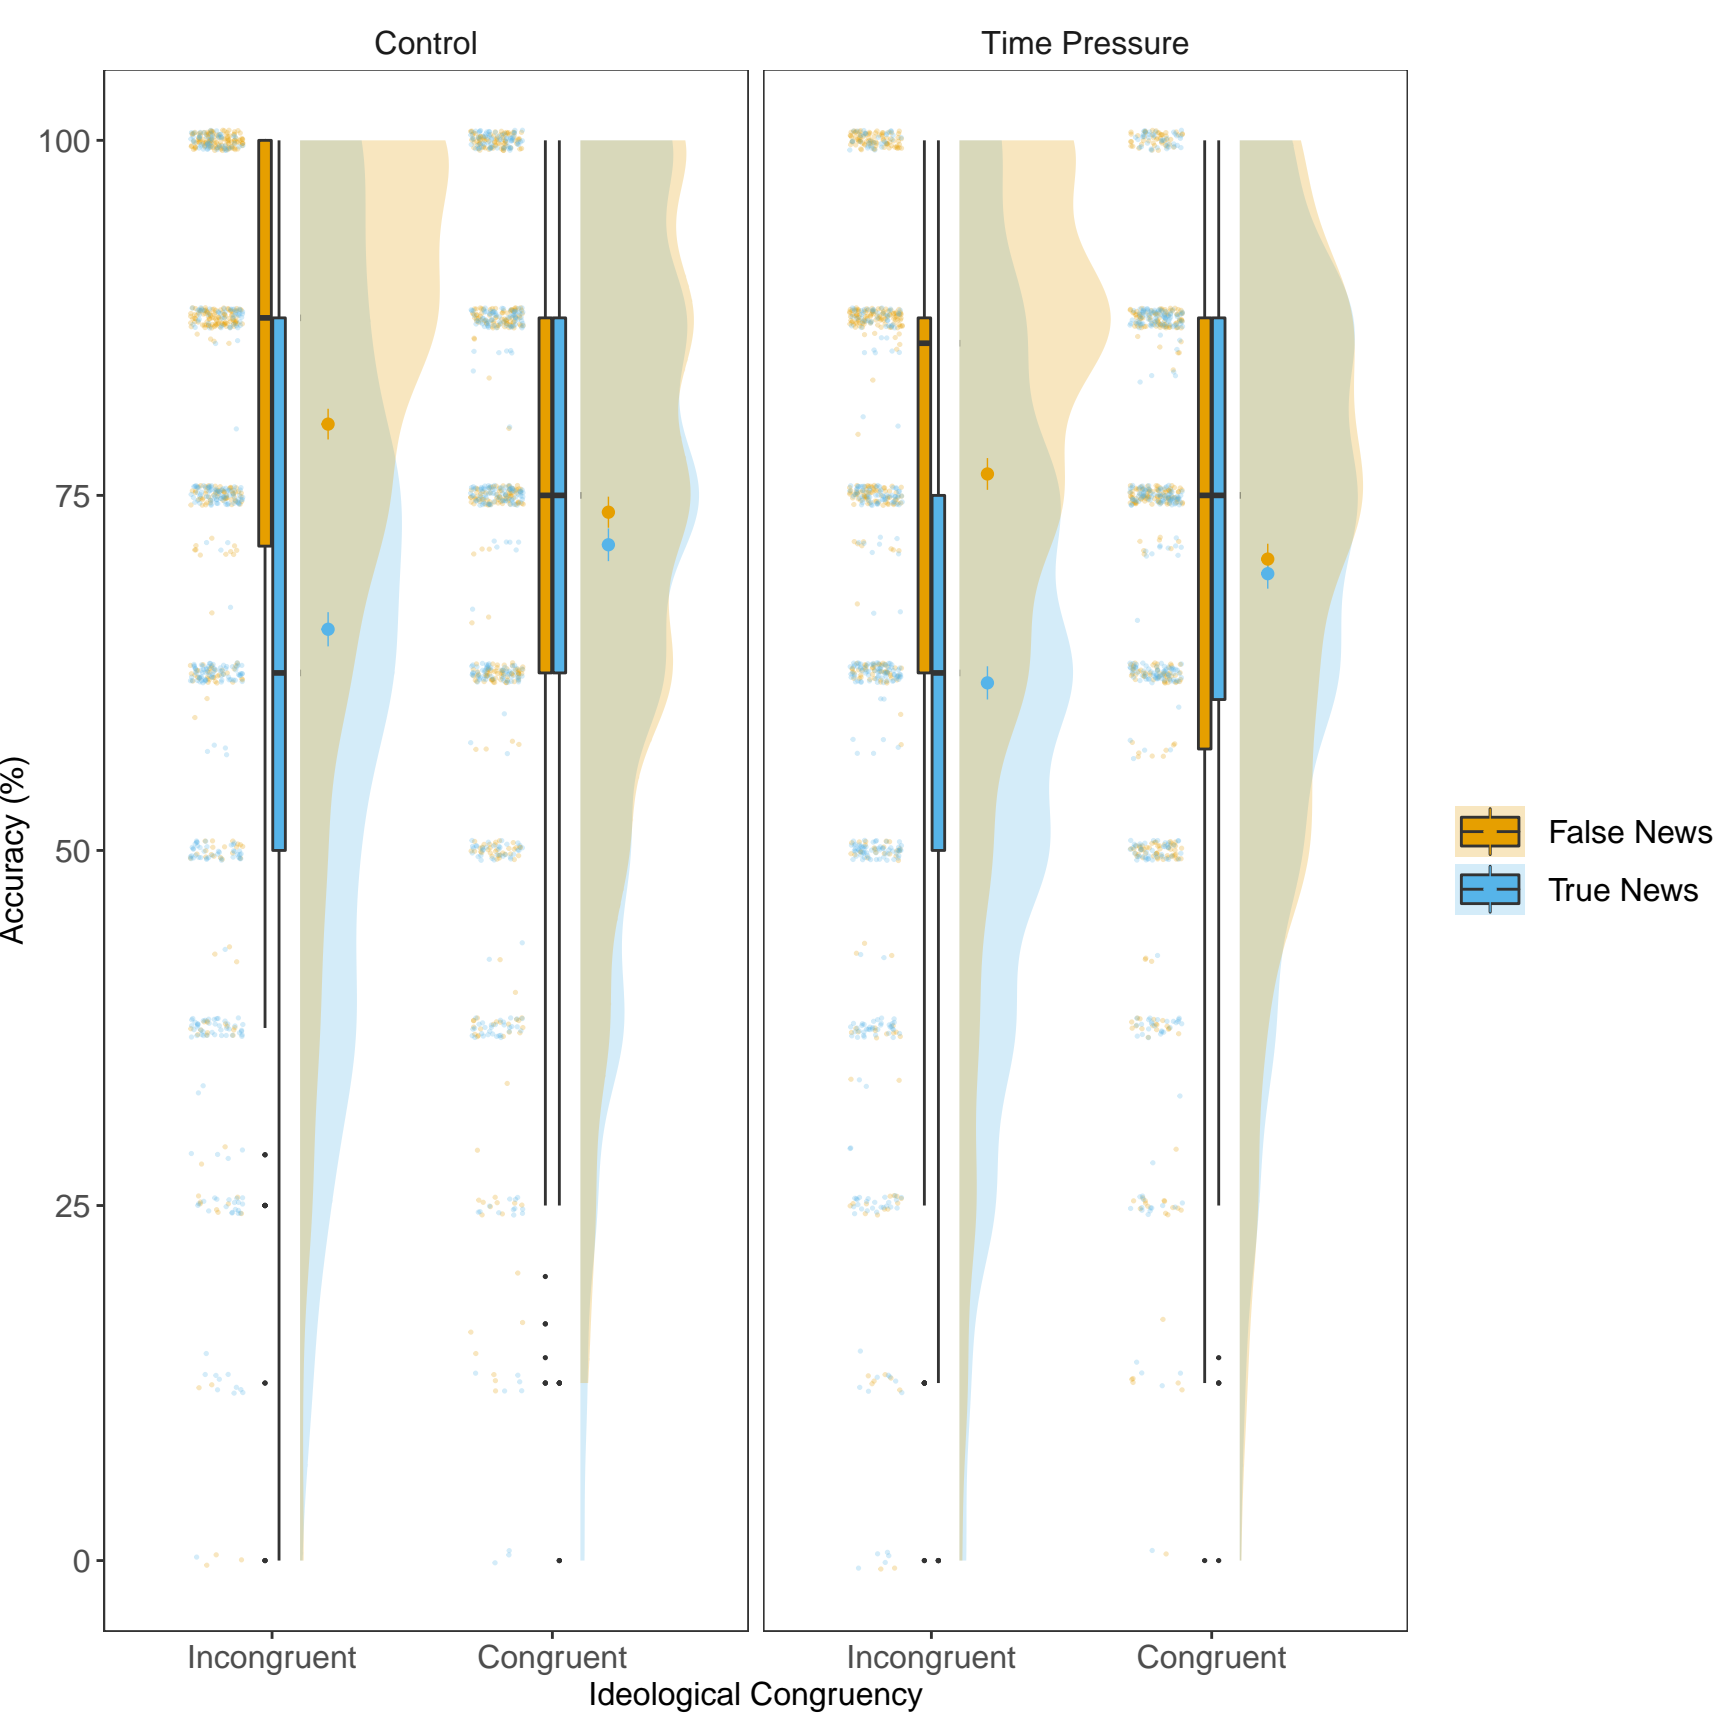 Control
Time Pressure
100
75
50
25
0
Accuracy (%)
Incongruent
Congruent
Incongruent
Congruent
Ideological Congruency
False News
True News